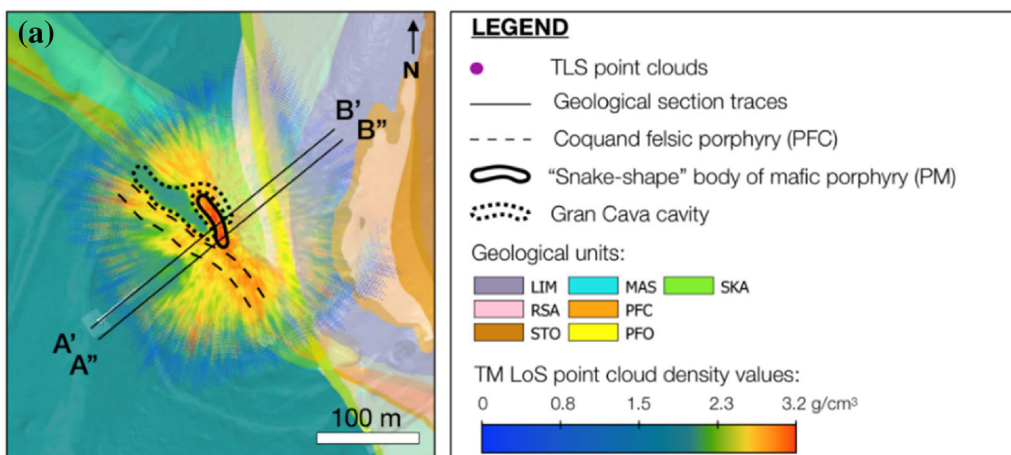 (a)
N
B'
B"
A'
A"
100 m
LEGEND
TLS point clouds
Geological section traces
Coquand felsic porphyry (PFC)
“Snake-shape” body of mafic porphyry (PM)
Gran Cava cavity
Geological units:
LIM MAS SKA
RSA PFC
STO PFO
TM LoS point cloud density values:
0 0.8 1.5 2.3 3.2 g/cm³